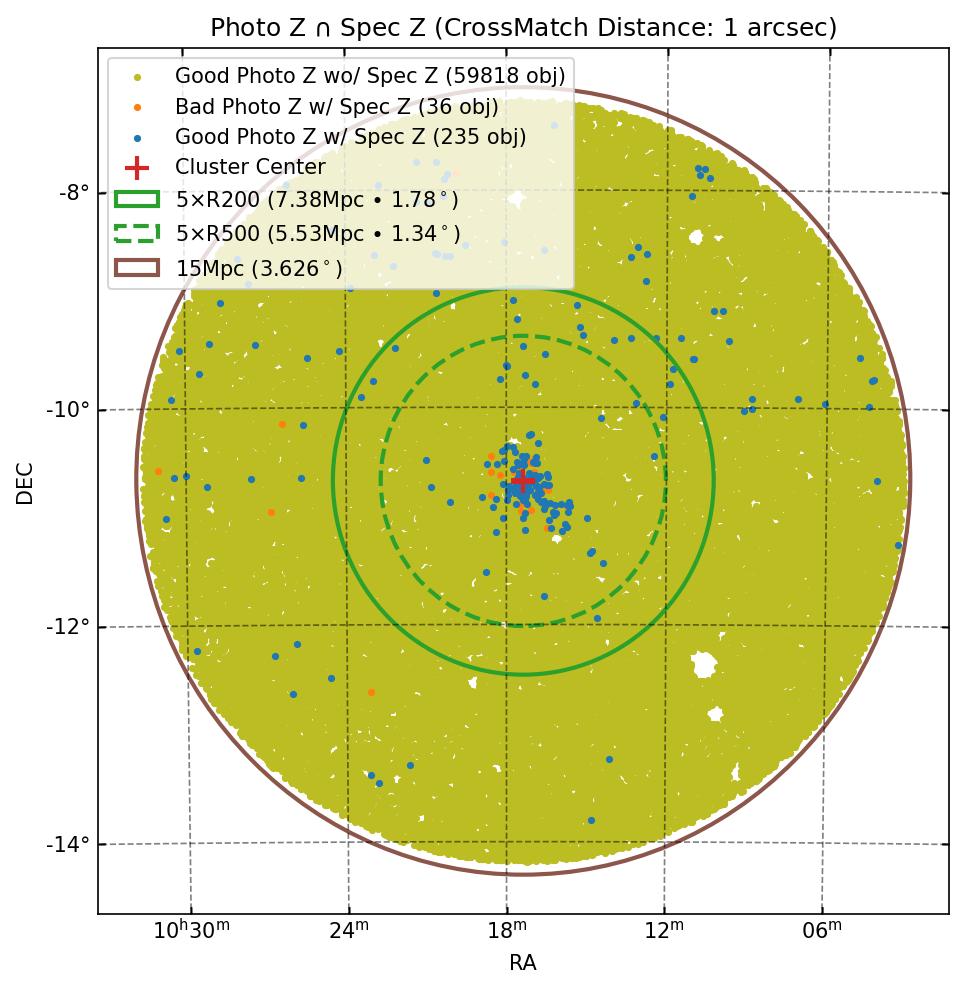 Photo Z ∩ Spec Z (CrossMatch Distance: 1 arcsec)
Good Photo Z wo/ Spec Z (59818 obj)
Bad Photo Z w/ Spec Z (36 obj)
Good Photo Z w/ Spec Z (235 obj)
Cluster Center
5×R200 (7.38Mpc • 1.78°)
5×R500 (5.53Mpc • 1.34°)
15Mpc (3.626°)
-8°
-10°
-12°
-14°
DEC
10ʰ30ᵐ 24ᵐ 18ᵐ 12ᵐ 06ᵐ
RA